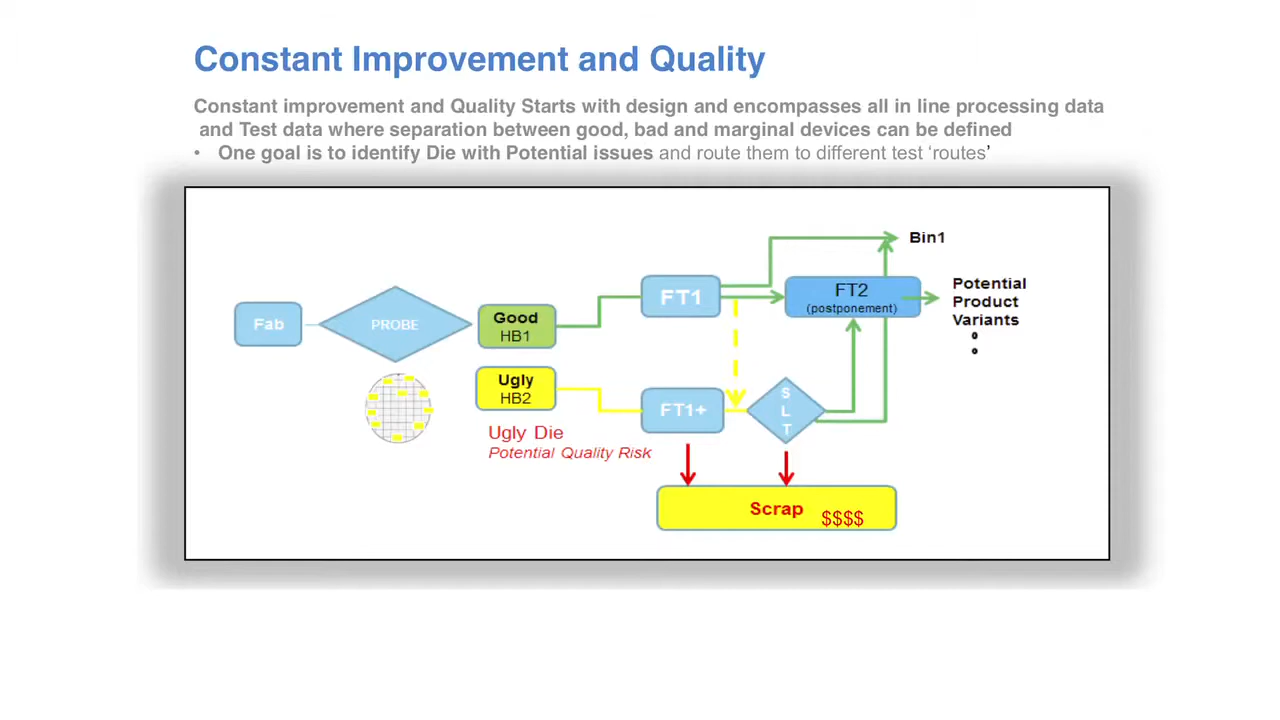 Constant Improvement and Quality
Constant improvement and Quality Starts with design and encompasses all in line processing data
and Test data where separation between good, bad and marginal devices can be defined
• One goal is to identify Die with Potential issues and route them to different test ‘routes’
Bin1
FT2
(postponement)
Potential
Product
Variants
FT1
Fab
PROBE
Good
HB1
Ugly
HB2
FT1+
S
L
T
Ugly Die
Potential Quality Risk
Scrap
$$$$